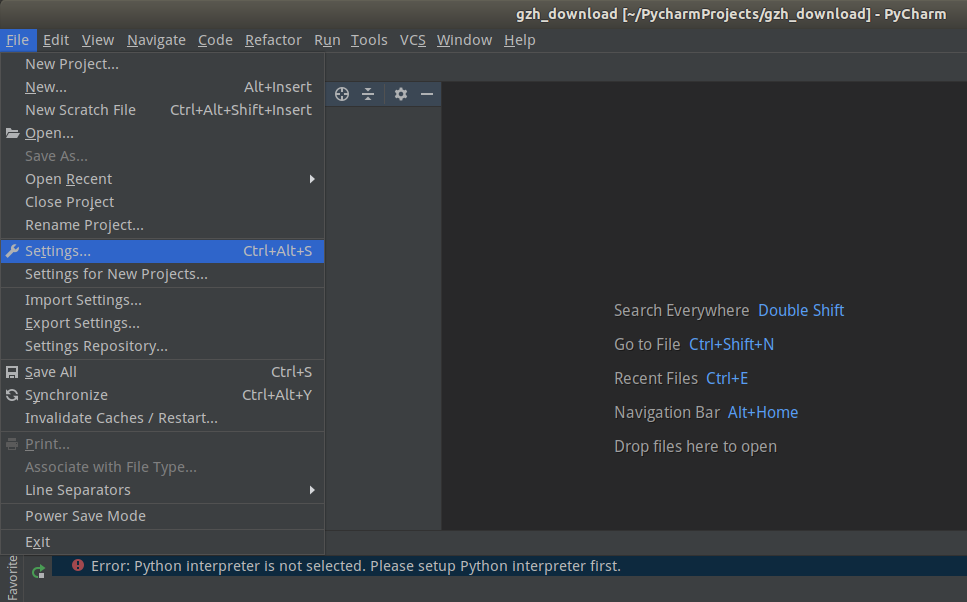 gzh_download [~/PycharmProjects/gzh_download] - PyCharm
File Edit View Navigate Code Refactor Run Tools VCS Window Help
New Project...
New... Alt+Insert
New Scratch File Ctrl+Alt+Shift+Insert
Open...
Save As...
Open Recent
Close Project
Rename Project...
Settings... Ctrl+Alt+S
Settings for New Projects...
Import Settings...
Export Settings...
Settings Repository...
Save All Ctrl+S
Synchronize Ctrl+Alt+Y
Invalidate Caches / Restart...
Print...
Associate with File Type...
Line Separators
Power Save Mode
Exit
Search Everywhere Double Shift
Go to File Ctrl+Shift+N
Recent Files Ctrl+E
Navigation Bar Alt+Home
Drop files here to open
Favorite
Error: Python interpreter is not selected. Please setup Python interpreter first.